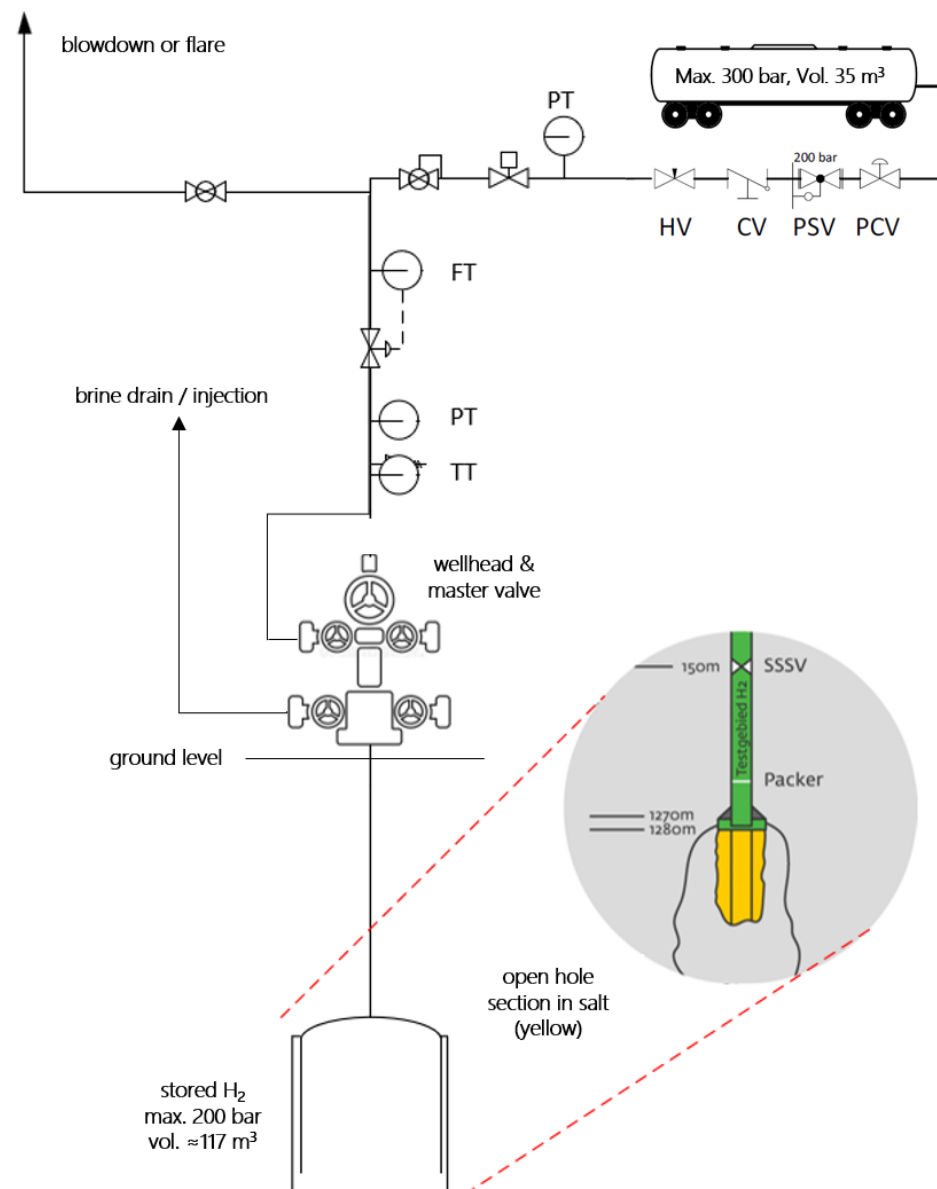 blowdown or flare
Max. 300 bar, Vol. 35 m³
PT
200 bar
HV
CV
PSV
PCV
FT
brine drain / injection
PT
TT
wellhead &
master valve
150m
SSSV
Testgebied H2
ground level
Packer
1270m
1280m
open hole
section in salt
(yellow)
stored H₂
max. 200 bar
vol. ≈117 m³